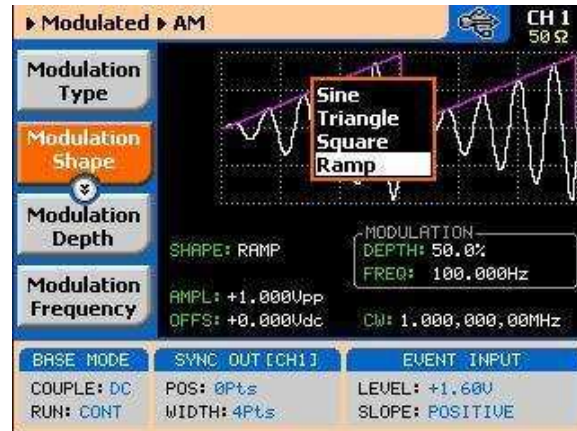 ▸ Modulated ▸ AM
CH 1
50 Ω
Modulation
Type
Modulation
Shape
Modulation
Depth
Modulation
Frequency
Sine
Triangle
Square
Ramp
SHAPE: RAMP
AMPL: +1.000Vpp
OFFS: +0.000Vdc
MODULATION
DEPTH: 50.0%
FREQ: 100.000Hz
CW: 1.000,000,00MHz
BASE MODE
COUPLE: DC
RUN: CONT
SYNC OUT [CH1]
POS: 0Pts
WIDTH: 4Pts
EVENT INPUT
LEVEL: +1.60V
SLOPE: POSITIVE